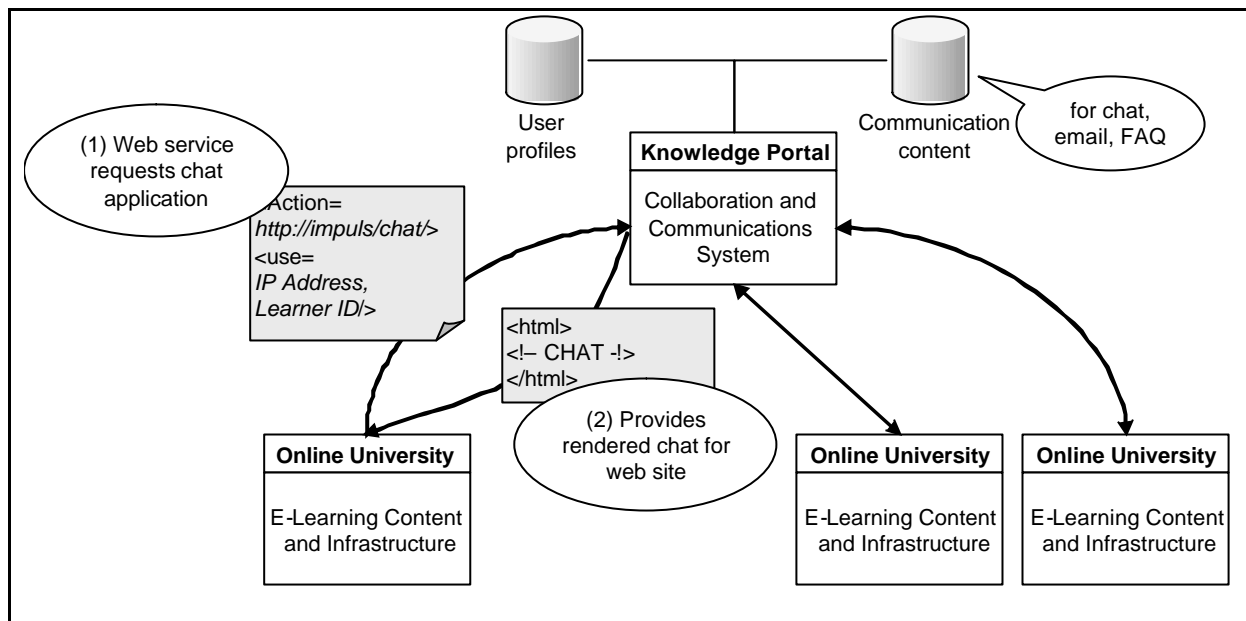 User
profiles
Communication
content
for chat,
email, FAQ
(1) Web service
requests chat
application
Knowledge Portal
Collaboration and
Communications
System
Action=
http://impuls/chat/>
<use=
IP Address,
Learner ID/>
<html>
<!– CHAT -!>
</html>
(2) Provides
rendered chat for
web site
Online University
E-Learning Content
and Infrastructure
Online University
E-Learning Content
and Infrastructure
Online University
E-Learning Content
and Infrastructure